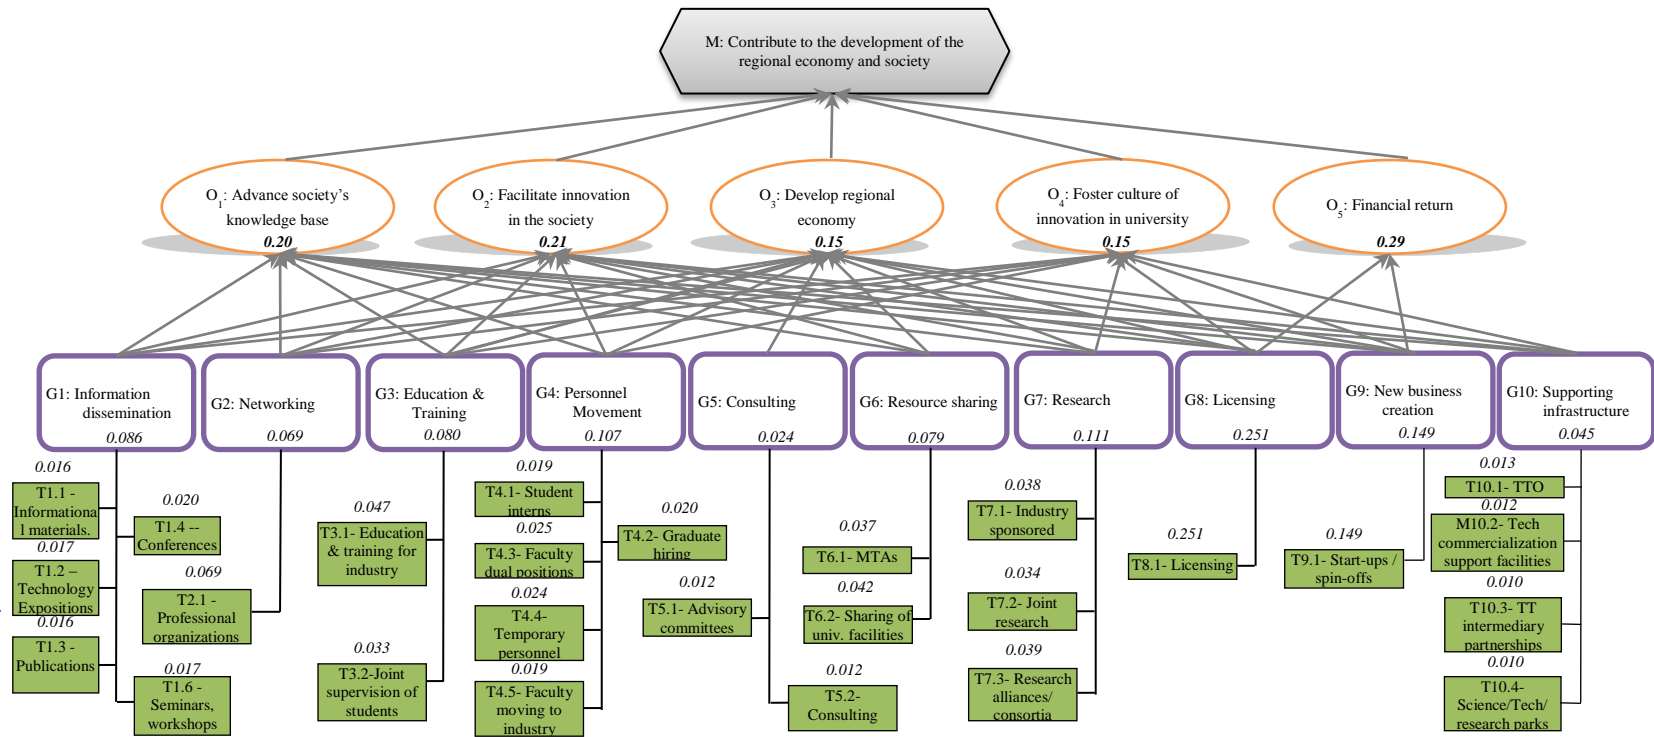 M: Contribute to the development of the
regional economy and society
O1: Advance society's
knowledge base
0.20
O2: Facilitate innovation
in the society
0.21
O3: Develop regional
economy
0.15
O4: Foster culture of
innovation in university
0.15
O5: Financial return
0.29
G1: Information
dissemination
0.086
G2: Networking
0.069
G3: Education &
Training
0.080
G4: Personnel
Movement
0.107
G5: Consulting
0.024
G6: Resource sharing
0.079
G7: Research
0.111
G8: Licensing
0.251
G9: New business
creation
0.149
G10: Supporting
infrastructure
0.045
0.016
T1.1 -
Informationa
l materials.
0.017
T1.2 –
Technology
Expositions
0.016
T1.3 -
Publications
0.020
T1.4 --
Conferences
0.017
T1.6 -
Seminars,
workshops
0.069
T2.1 -
Professional
organizations
0.047
T3.1- Education
& training for
industry
0.033
T3.2-Joint
supervision of
students
0.019
T4.1- Student
interns
0.025
T4.3- Faculty
dual positions
0.024
T4.4-
Temporary
personnel
0.019
T4.5- Faculty
moving to
industry
0.020
T4.2- Graduate
hiring
0.012
T5.1- Advisory
committees
0.012
T5.2-
Consulting
0.037
T6.1- MTAs
0.042
T6.2- Sharing of
univ. facilities
0.038
T7.1- Industry
sponsored
0.034
T7.2- Joint
research
0.039
T7.3- Research
alliances/
consortia
0.251
T8.1- Licensing
0.149
T9.1- Start-ups /
spin-offs
0.013
T10.1- TTO
0.012
M10.2- Tech
commercialization
support facilities
0.010
T10.3- TT
intermediary
partnerships
0.010
T10.4-
Science/Tech/
research parks